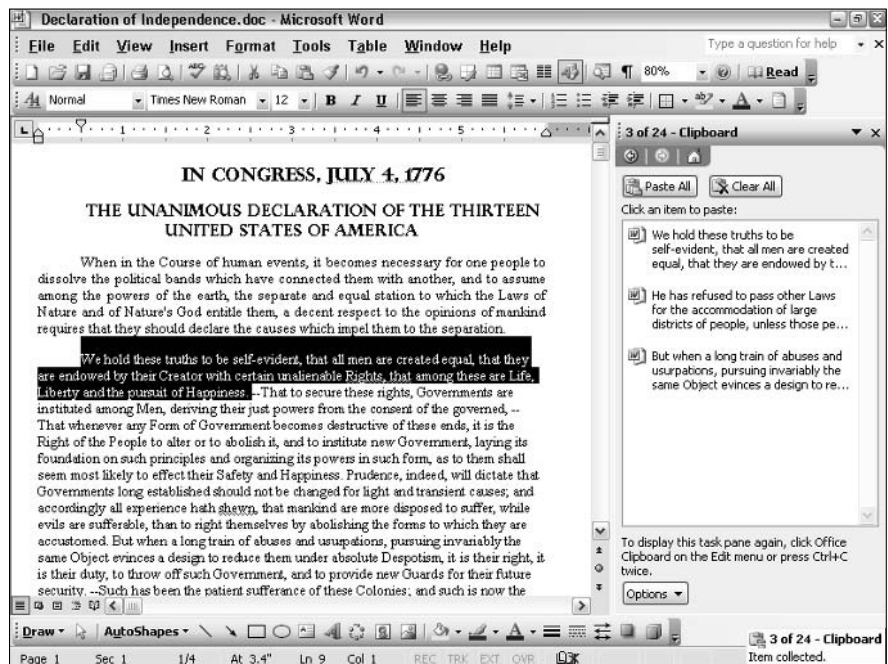 Declaration of Independence.doc - Microsoft Word
File Edit View Insert Format Tools Table Window Help Type a question for help
80% Read
Normal Times New Roman 12 B I U
1 2 3 4 5
IN CONGRESS, JULY 4, 1776
THE UNANIMOUS DECLARATION OF THE THIRTEEN
UNITED STATES OF AMERICA
When in the Course of human events, it becomes necessary for one people to
dissolve the political bands which have connected them with another, and to assume
among the powers of the earth, the separate and equal station to which the Laws of
Nature and of Nature's God entitle them, a decent respect to the opinions of mankind
requires that they should declare the causes which impel them to the separation.
We hold these truths to be self-evident, that all men are created equal, that they
are endowed by their Creator with certain unalienable Rights, that among these are Life,
Liberty and the pursuit of Happiness. --That to secure these rights, Governments are
instituted among Men, deriving their just powers from the consent of the governed, --
That whenever any Form of Government becomes destructive of these ends, it is the
Right of the People to alter or to abolish it, and to institute new Government, laying its
foundation on such principles and organizing its powers in such form, as to them shall
seem most likely to effect their Safety and Happiness. Prudence, indeed, will dictate that
Governments long established should not be changed for light and transient causes; and
accordingly all experience hath shewn, that mankind are more disposed to suffer, while
evils are sufferable, than to right themselves by abolishing the forms to which they are
accustomed. But when a long train of abuses and usurpations, pursuing invariably the
same Object evinces a design to reduce them under absolute Despotism, it is their right, it
is their duty, to throw off such Government, and to provide new Guards for their future
security. --Such has been the patient sufferance of these Colonies; and such is now the
3 of 24 - Clipboard
Paste All Clear All
Click an item to paste:
We hold these truths to be
self-evident, that all men are created
equal, that they are endowed by t...
He has refused to pass other Laws
for the accommodation of large
districts of people, unless those pe...
But when a long train of abuses and
usurpations, pursuing invariably the
same Object evinces a design to re...
To display this task pane again, click Office
Clipboard on the Edit menu or press Ctrl+C
twice.
Options
Draw AutoShapes
3 of 24 - Clipboard
Item collected.
Page 1 Sec 1 1/4 At 3.4" Ln 9 Col 1 REC TRK EXT OVR